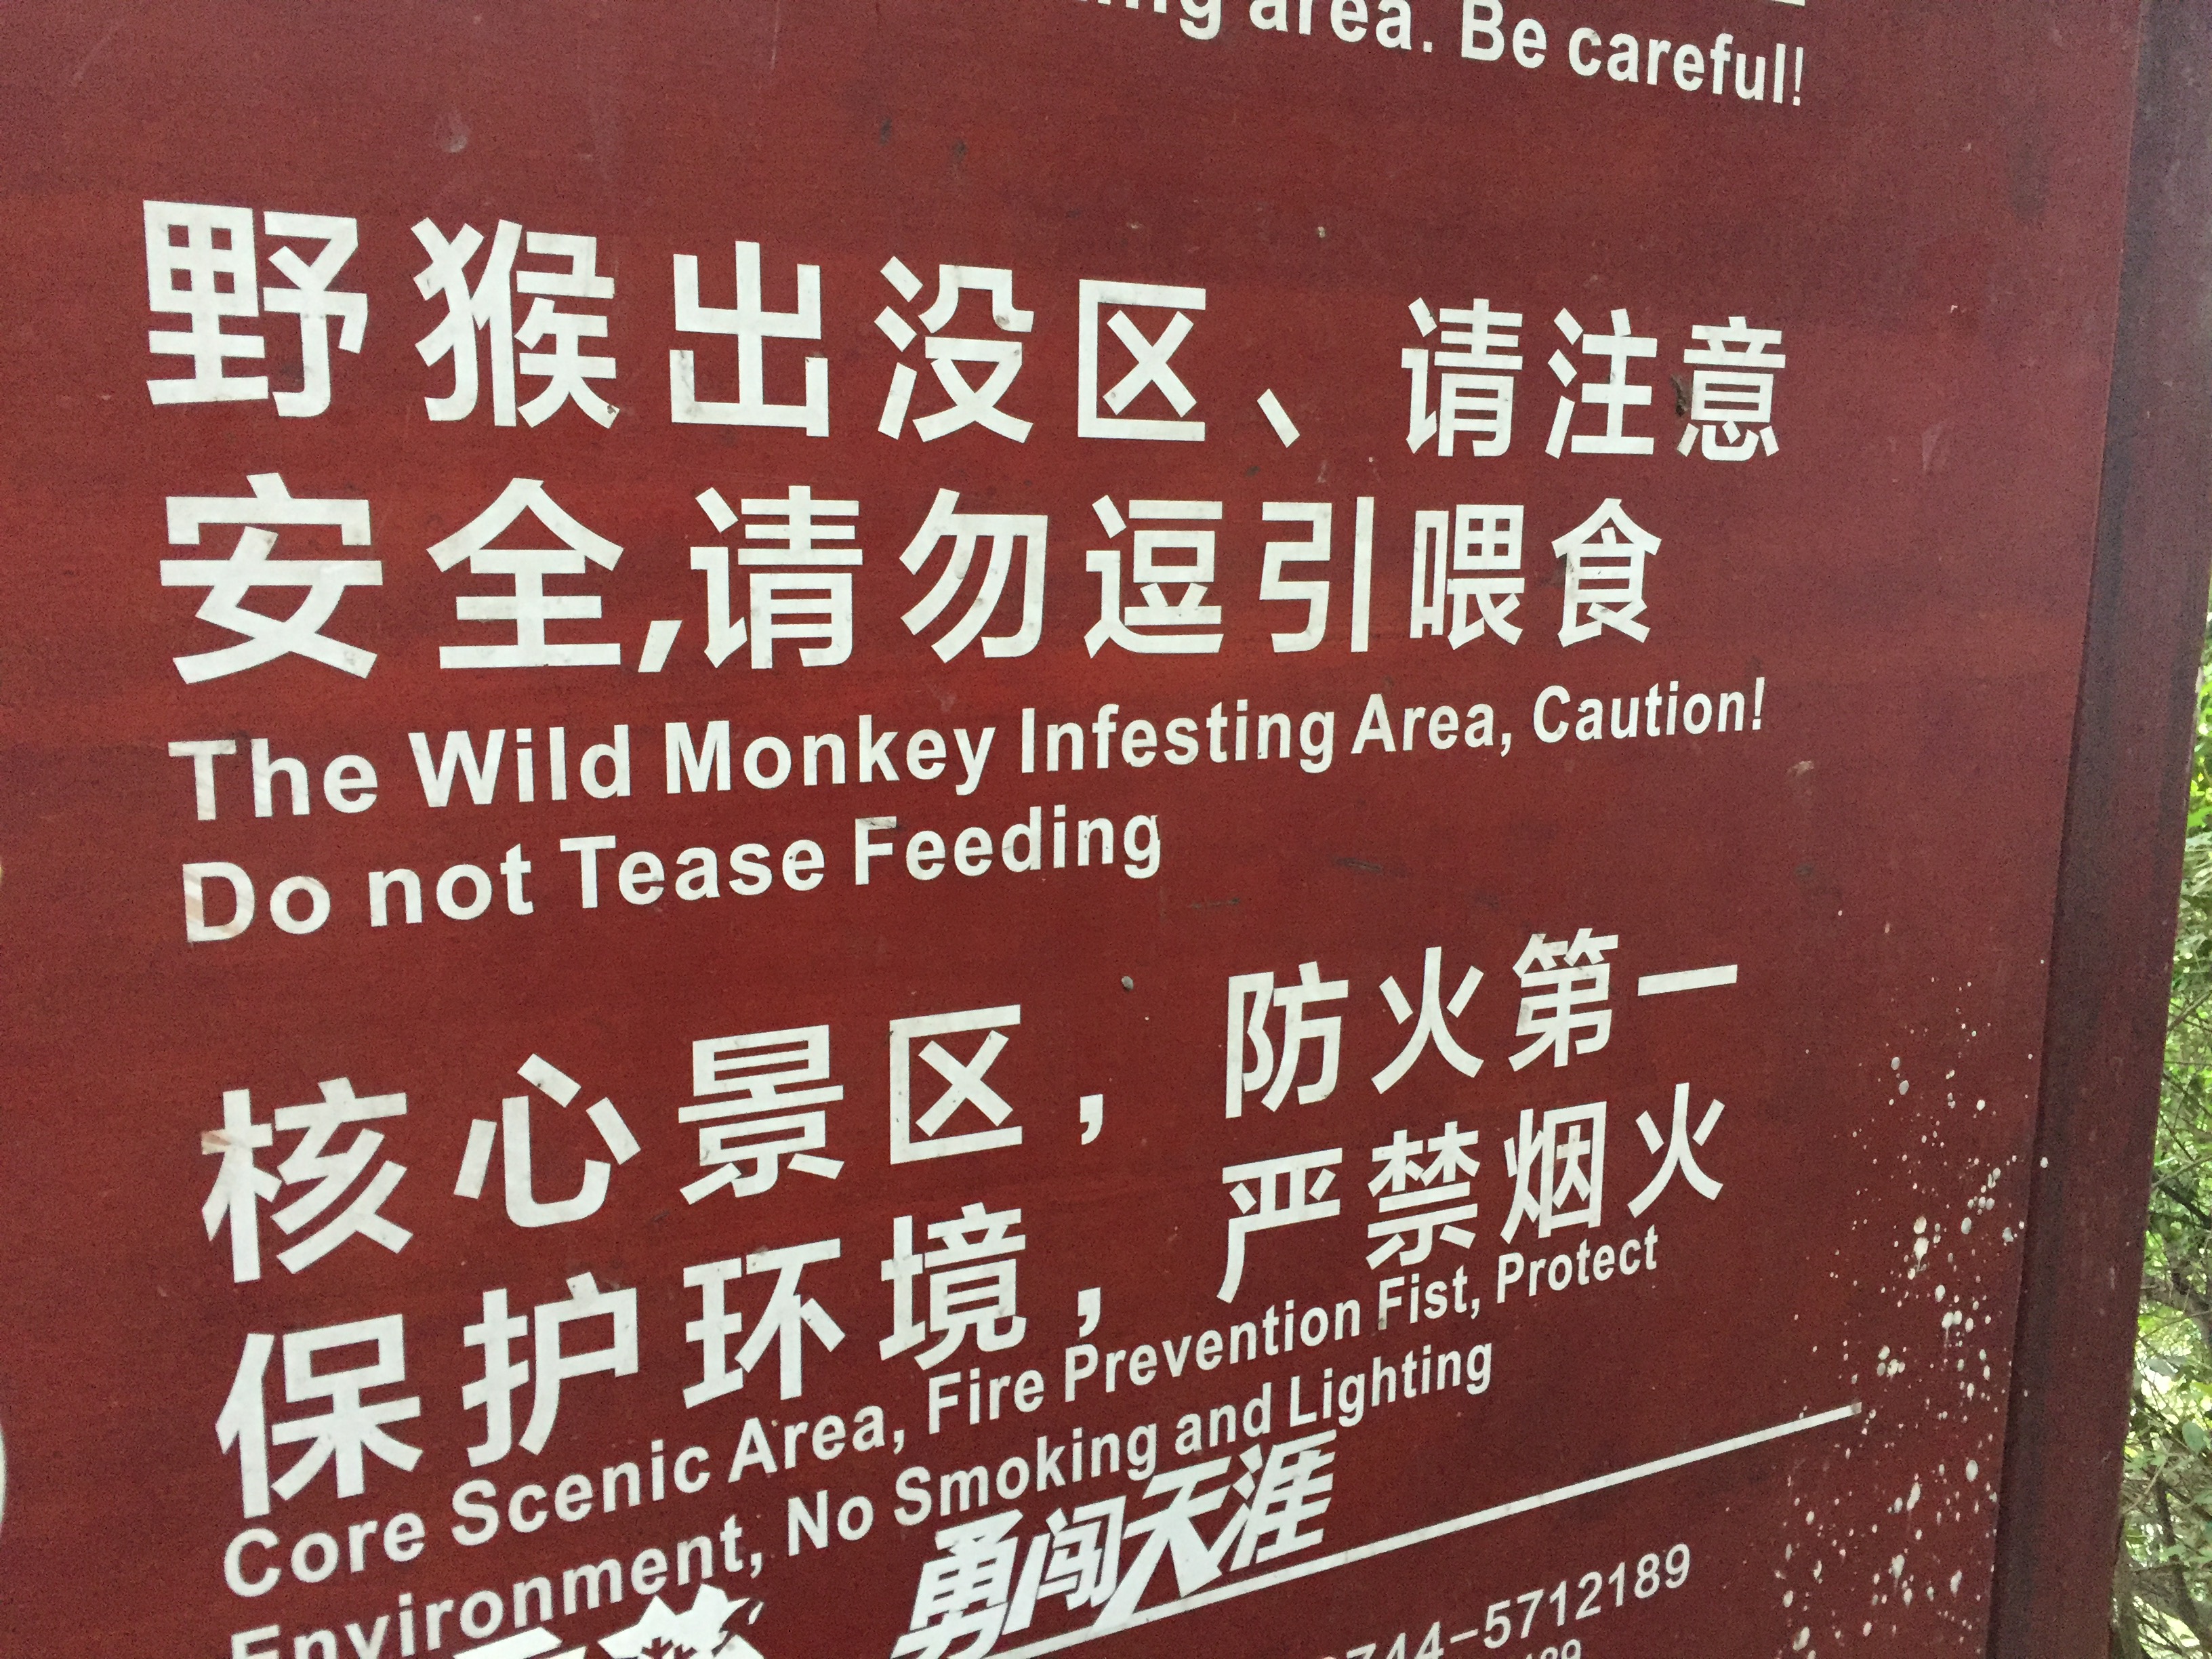 area. Be careful!
野猴出没区、请注意
安全,请勿逗引喂食
The Wild Monkey Infesting Area, Caution!
Do not Tease Feeding
核心景区，防火第一
保护环境，严禁烟火
Core Scenic Area, Fire Prevention Fist, Protect
Environment, No Smoking and Lighting
勇闯天涯
744-5712189